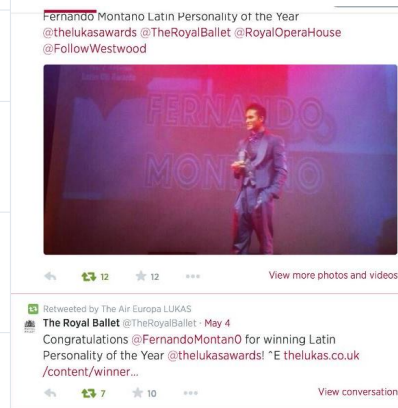 Fernando Montano Latin Personality of the Year
@thelukasawards @TheRoyalBallet @RoyalOperaHouse
@FollowWestwood
FERNANDO
MONTANO
12
12
View more photos and videos
Retweeted by The Air Europa LUKAS
The Royal Ballet @TheRoyalBallet · May 4
Congratulations @FernandoMontan0 for winning Latin
Personality of the Year @thelukasawards! ^E thelukas.co.uk
/content/winner...
7
10
View conversation